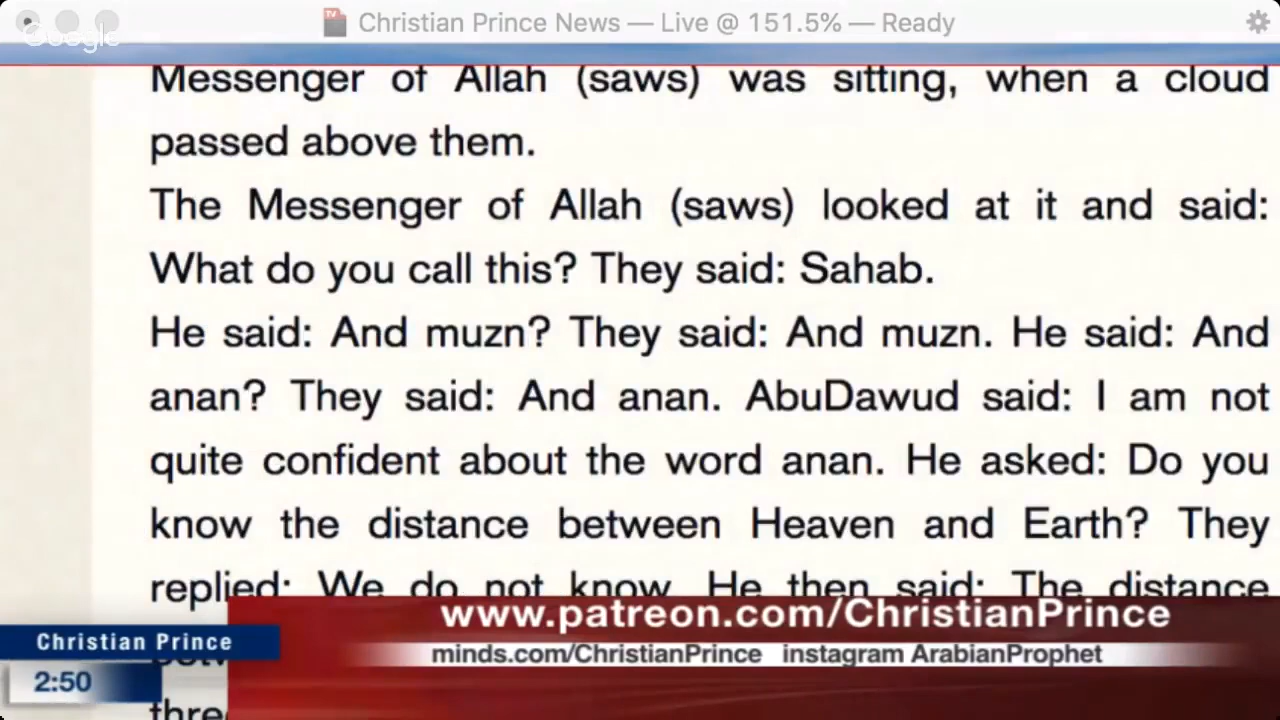 Christian Prince News — Live @ 151.5% — Ready
Google
Messenger of Allah (saws) was sitting, when a cloud
passed above them.
The Messenger of Allah (saws) looked at it and said:
What do you call this? They said: Sahab.
He said: And muzn? They said: And muzn. He said: And
anan? They said: And anan. AbuDawud said: I am not
quite confident about the word anan. He asked: Do you
know the distance between Heaven and Earth? They
replied: We do not know. He then said: The distance
www.patreon.com/ChristianPrince
Christian Prince
minds.com/ChristianPrince instagram ArabianProphet
2:50